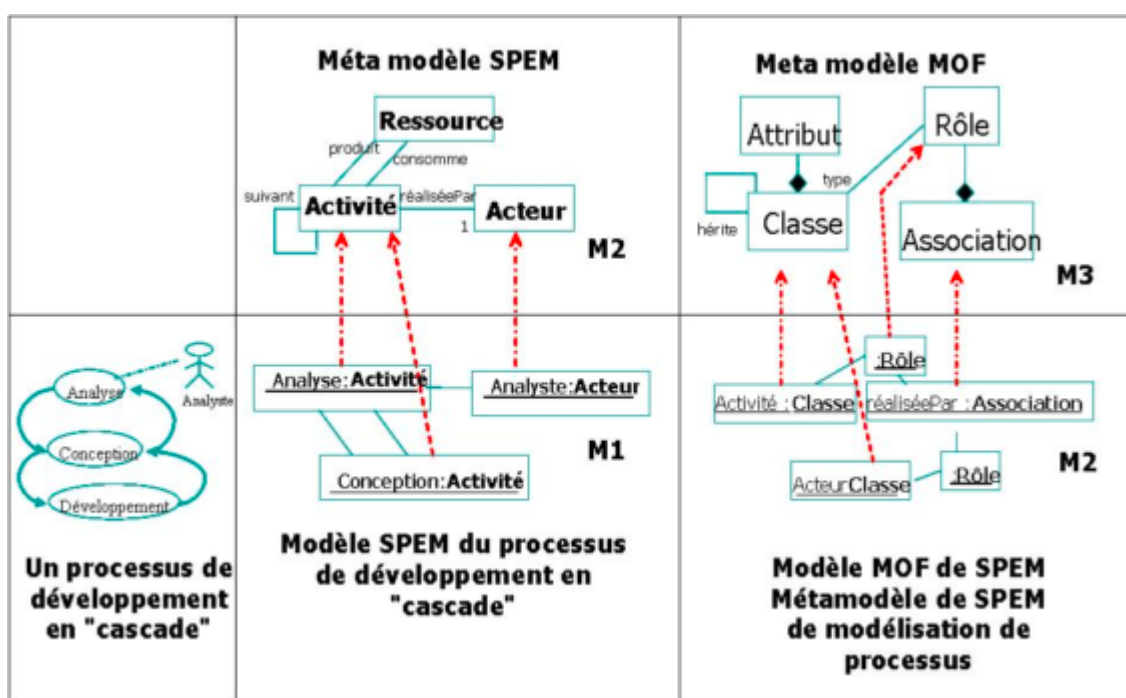 Méta modèle SPEM
Ressource
produit
consomme
suivant
Activité
réaliséePar
1
Acteur
M2
Meta modèle MOF
Attribut
Rôle
type
hérite
Classe
Association
M3
Analyse
Analyste
Conception
Développement
Un processus de
développement
en "cascade"
Analyse:Activité
Analyste:Acteur
Conception:Activité
M1
Modèle SPEM du processus
de développement en
"cascade"
:Rôle
Activité : Classe
réaliséePar : Association
ActeurClasse
:Rôle
M2
Modèle MOF de SPEM
Métamodèle de SPEM
de modélisation de
processus